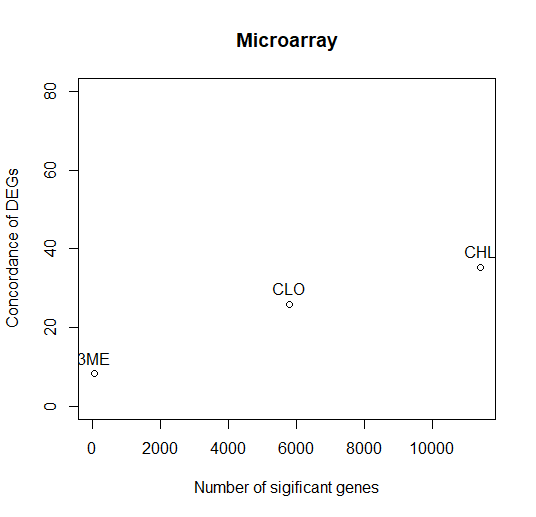 Microarray
Concordance of DEGs
80
60
40
20
0
CHL
CLO
3ME
0 2000 4000 6000 8000 10000
Number of sigificant genes